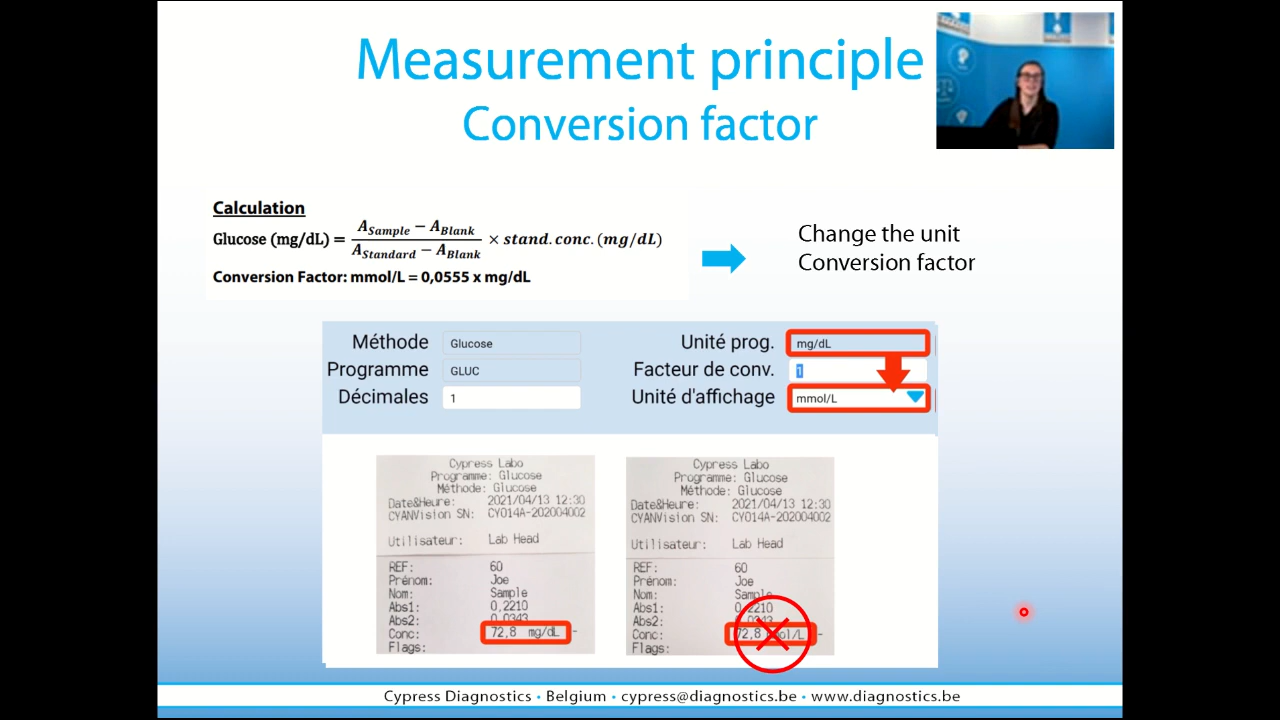 Measurement principle
Conversion factor
Calculation
Glucose (mg/dL) = A Sample − A Blank / A Standard − A Blank × stand. conc. (mg/dL)
Conversion Factor: mmol/L = 0,0555 x mg/dL
Change the unit
Conversion factor
Méthode Glucose Unité prog. mg/dL
Programme GLUC Facteur de conv. 1
Décimales 1 Unité d'affichage mmol/L
Cypress Labo
Programme: Glucose
Méthode: Glucose
Date&Heure: 2021/04/13 12:30
CYANVision SN: CY014A-202004002
Utilisateur: Lab Head
REF: 60
Prénom: Joe
Nom: Sample
Abs1: 0,2210
Abs2: 0,0343
Conc: 72,8 mg/dL -
Flags:
Cypress Labo
Programme: Glucose
Méthode: Glucose
Date&Heure: 2021/04/13 12:30
CYANVision SN: CY014A-202004002
Utilisateur: Lab Head
REF: 60
Prénom: Joe
Nom: Sample
Abs1: 0,2210
Abs2: 0,0343
Conc: 72,8 -
Flags:
Cypress Diagnostics • Belgium • cypress@diagnostics.be • www.diagnostics.be